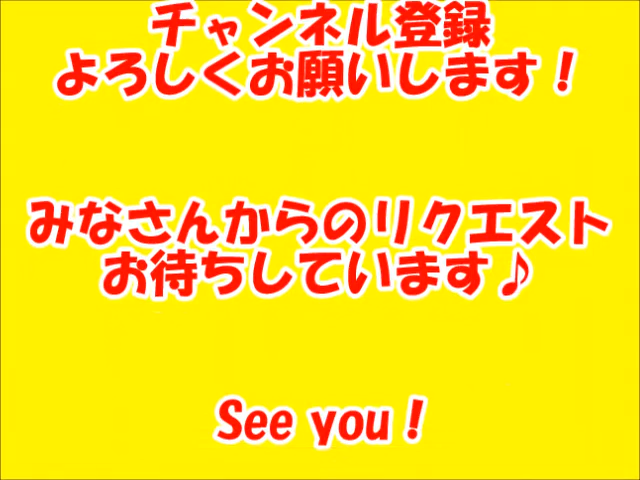 チャンネル登録
よろしくお願いします！
みなさんからのリクエスト
お待ちしています♪
See you！